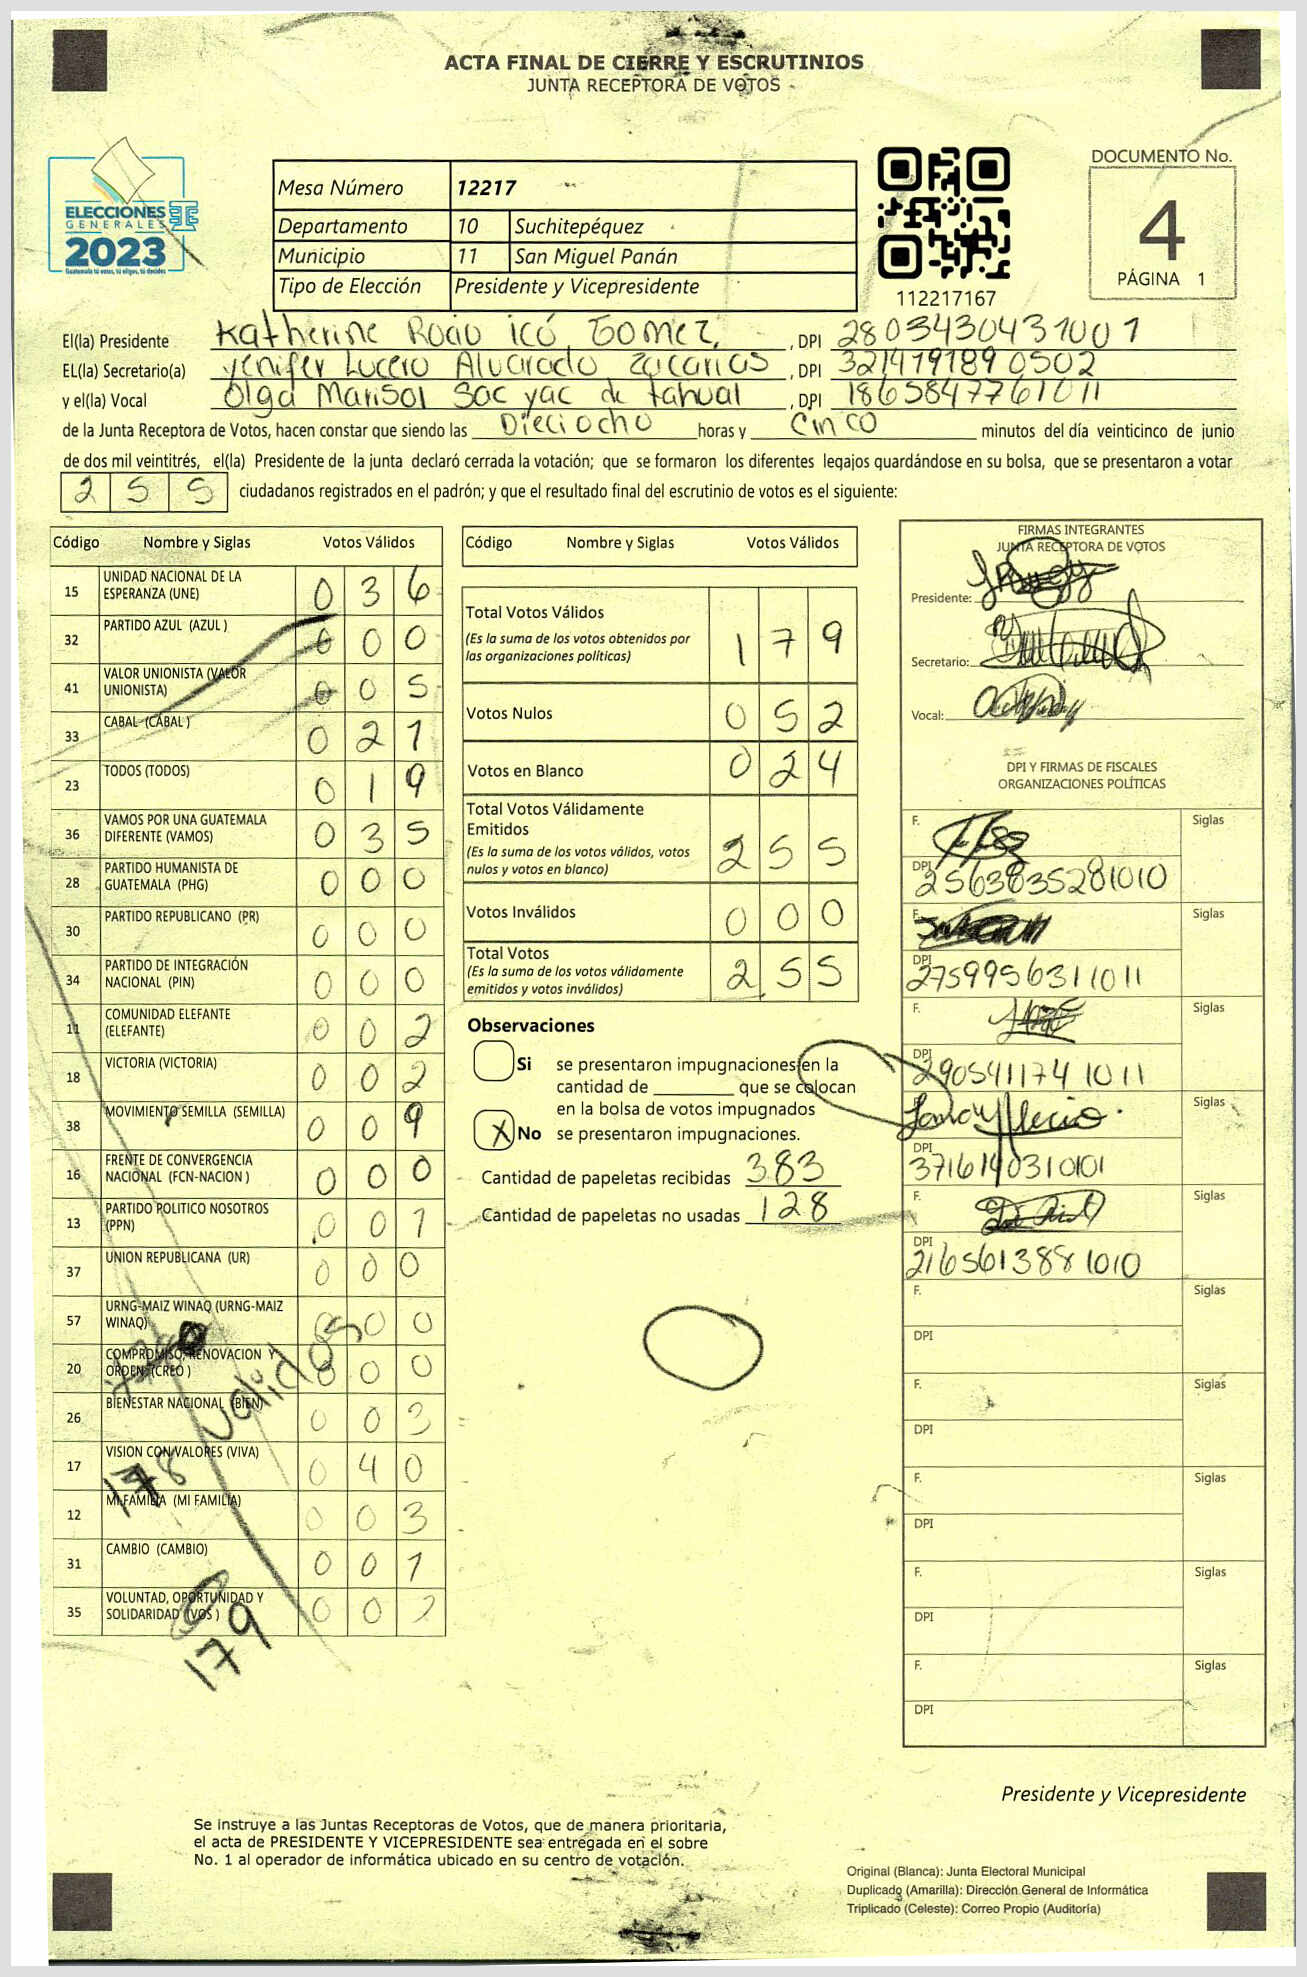 ACTA FINAL DE CIERRE Y ESCRUTINIOS
JUNTA RECEPTORA DE VOTOS
ELECCIONES
GENERALES
2023
Guatemala tú votas, tú eliges, tú decides
Mesa Número 12217
Departamento 10 Suchitepéquez
Municipio 11 San Miguel Panán
Tipo de Elección Presidente y Vicepresidente
112217167
DOCUMENTO No.
4
PÁGINA 1
El(la) Presidente Katherine Rocio Icó Gomez, , DPI 2803430431001
EL(la) Secretario(a) Yenifer Lucero Alvarado Zacarias , DPI 3214791890502
y el(la) Vocal Olga Marisol Sac yac de tahual , DPI 1865847761011
de la Junta Receptora de Votos, hacen constar que siendo las Dieciocho horas y Cinco minutos del día veinticinco de junio
de dos mil veintitrés, el(la) Presidente de la junta declaró cerrada la votación; que se formaron los diferentes legajos guardándose en su bolsa, que se presentaron a votar
2 5 5 ciudadanos registrados en el padrón; y que el resultado final del escrutinio de votos es el siguiente:
Código Nombre y Siglas Votos Válidos
15 UNIDAD NACIONAL DE LA ESPERANZA (UNE) 0 3 6
32 PARTIDO AZUL (AZUL ) 0 0 0
41 VALOR UNIONISTA (VALOR UNIONISTA) 0 0 5
33 CABAL (CABAL ) 0 2 1
23 TODOS (TODOS) 0 1 9
36 VAMOS POR UNA GUATEMALA DIFERENTE (VAMOS) 0 3 5
28 PARTIDO HUMANISTA DE GUATEMALA (PHG) 0 0 0
30 PARTIDO REPUBLICANO (PR) 0 0 0
34 PARTIDO DE INTEGRACIÓN NACIONAL (PIN) 0 0 0
11 COMUNIDAD ELEFANTE (ELEFANTE) 0 0 2
18 VICTORIA (VICTORIA) 0 0 2
38 MOVIMIENTO SEMILLA (SEMILLA) 0 0 9
16 FRENTE DE CONVERGENCIA NACIONAL (FCN-NACION ) 0 0 0
13 PARTIDO POLITICO NOSOTROS (PPN) 0 0 1
37 UNION REPUBLICANA (UR) 0 0 0
57 URNG-MAIZ WINAQ (URNG-MAIZ WINAQ) 0 0 0
20 COMPROMISO, RENOVACION Y ORDEN (CREO ) 0 0 0
26 BIENESTAR NACIONAL (BIEN) 0 0 3
17 VISION CON VALORES (VIVA) 0 4 0
12 MI FAMILIA (MI FAMILIA) 0 0 3
31 CAMBIO (CAMBIO) 0 0 1
35 VOLUNTAD, OPORTUNIDAD Y SOLIDARIDAD (VOS ) 0 0 2
178 validos
179
Código Nombre y Siglas Votos Válidos
Total Votos Válidos 1 7 9
(Es la suma de los votos obtenidos por
las organizaciones políticas)
Votos Nulos 0 5 2
Votos en Blanco 0 2 4
Total Votos Válidamente
Emitidos 2 5 5
(Es la suma de los votos válidos, votos
nulos y votos en blanco)
Votos Inválidos 0 0 0
Total Votos 2 5 5
(Es la suma de los votos válidamente
emitidos y votos inválidos)
Observaciones
Si se presentaron impugnaciones en la
cantidad de ________ que se colocan
en la bolsa de votos impugnados
X No se presentaron impugnaciones.
Cantidad de papeletas recibidas 383
Cantidad de papeletas no usadas 128
FIRMAS INTEGRANTES
JUNTA RECEPTORA DE VOTOS
Presidente:
Secretario:
Vocal:
DPI Y FIRMAS DE FISCALES
ORGANIZACIONES POLÍTICAS
F. Siglas
DPI 2563835281010
F. Siglas
DPI 2759956311011
F. Siglas
DPI 2905411741011
Siglas
DPI 3716140310101
F. Siglas
DPI 2165613881010
F. Siglas
DPI
F. Siglas
DPI
F. Siglas
DPI
F. Siglas
DPI
F. Siglas
DPI
Presidente y Vicepresidente
Se instruye a las Juntas Receptoras de Votos, que de manera prioritaria,
el acta de PRESIDENTE Y VICEPRESIDENTE sea entregada en el sobre
No. 1 al operador de informática ubicado en su centro de votación.
Original (Blanca): Junta Electoral Municipal
Duplicado (Amarilla): Dirección General de Informática
Triplicado (Celeste): Correo Propio (Auditoría)